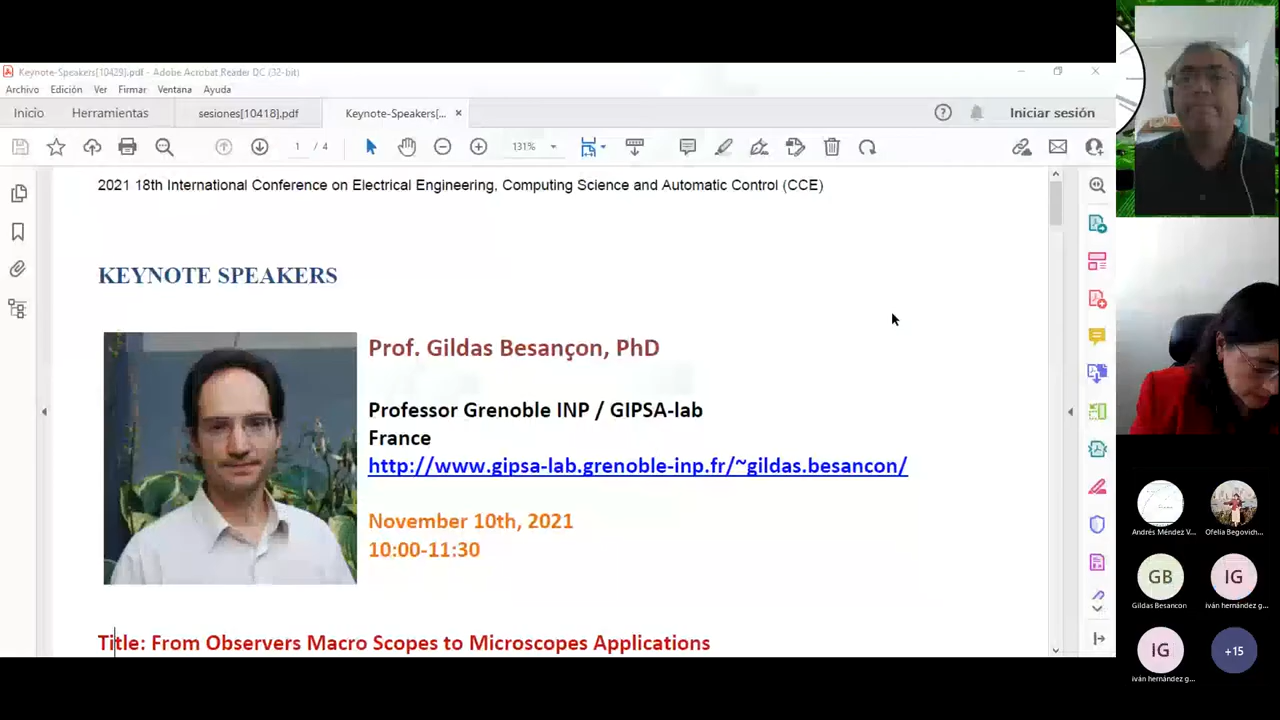 Keynote-Speakers[10429].pdf - Adobe Acrobat Reader DC (32-bit)
Archivo Edición Ver Firmar Ventana Ayuda
Inicio Herramientas sesiones[10418].pdf Keynote-Speakers[... × Iniciar sesión
1 / 4 131%
2021 18th International Conference on Electrical Engineering, Computing Science and Automatic Control (CCE)
KEYNOTE SPEAKERS
Prof. Gildas Besançon, PhD
Professor Grenoble INP / GIPSA-lab
France
http://www.gipsa-lab.grenoble-inp.fr/~gildas.besancon/
November 10th, 2021
10:00-11:30
Title: From Observers Macro Scopes to Microscopes Applications
Andrés Méndez V... Ofelia Begovich...
GB IG
Gildas Besancon iván hernández g...
IG +15
iván hernández g...